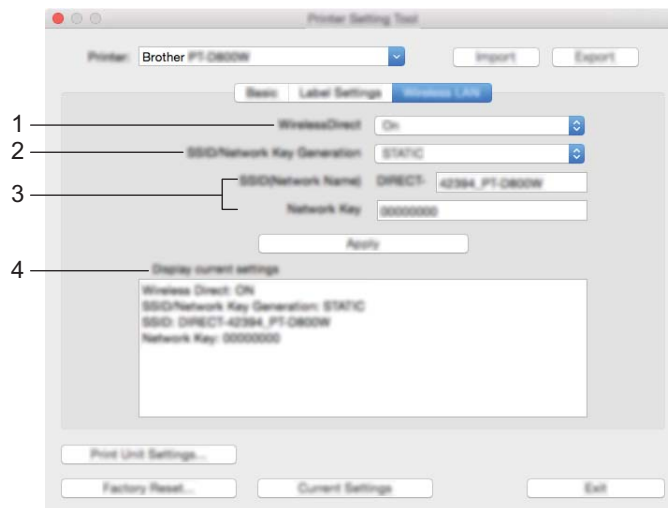 Printer Setting Tool
Printer: Brother PT-D800W Import Export
Basic Label Settings Wireless LAN
1 WirelessDirect On
2 SSID/Network Key Generation STATIC
3 SSID(Network Name) DIRECT- 42394_PT-D800W
Network Key 00000000
Apply
4 Display current settings
Wireless Direct: ON
SSID/Network Key Generation: STATIC
SSID: DIRECT-42394_PT-D800W
Network Key: 00000000
Print Unit Settings...
Factory Reset... Current Settings Exit